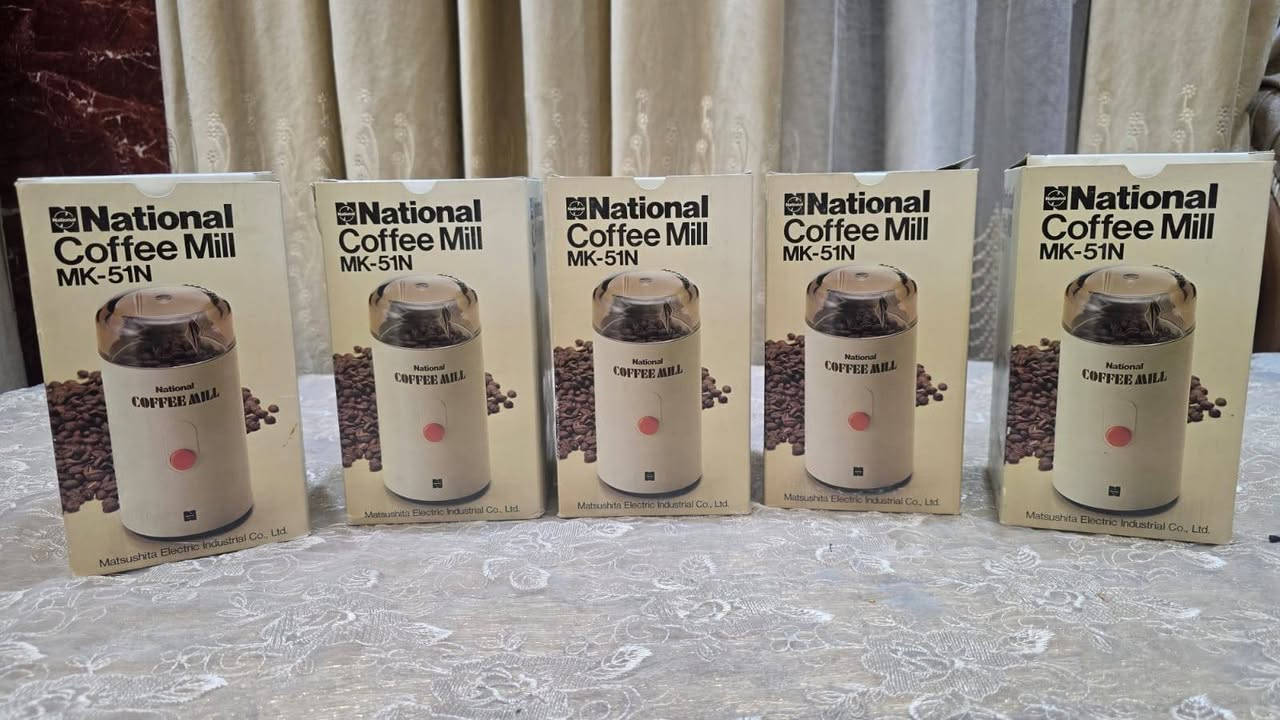 National
Coffee Mill
MK-51N
National
COFFEE MILL
Matsushita Electric Industrial Co., Ltd.
National
Coffee Mill
MK-51N
National
COFFEE MILL
Matsushita Electric Industrial Co., Ltd.
National
Coffee Mill
MK-51N
National
COFFEE MILL
Matsushita Electric Industrial Co., Ltd.
National
Coffee Mill
MK-51N
National
COFFEE MILL
Matsushita Electric Industrial Co., Ltd.
National
Coffee Mill
MK-51N
National
COFFEE MILL
Matsushita Electric Industrial Co., Ltd.